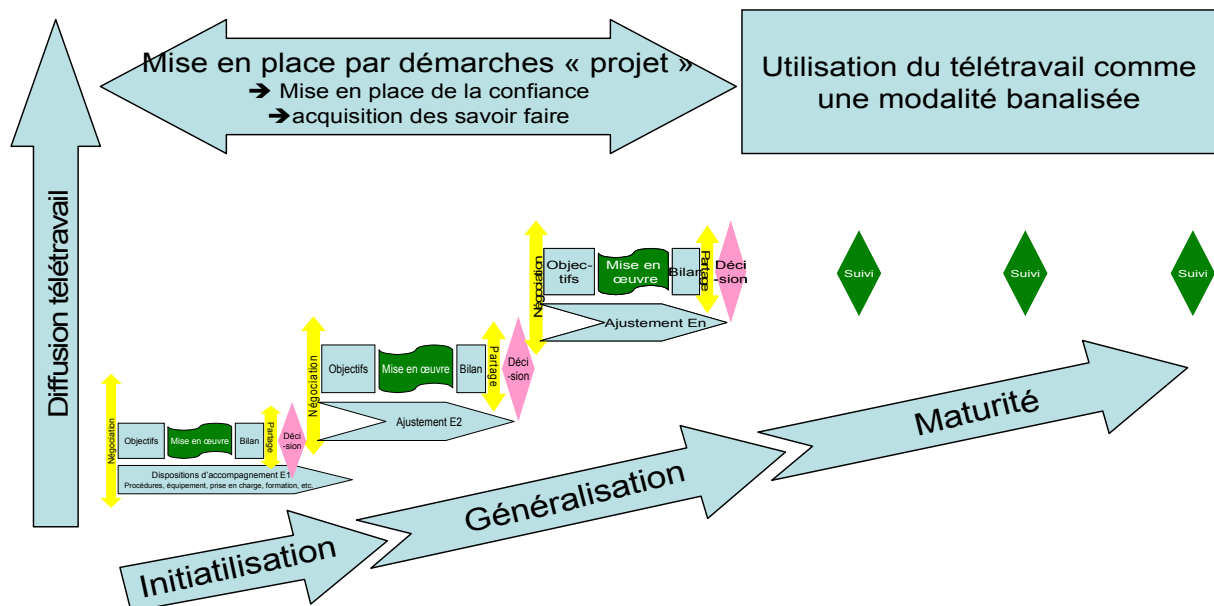 Mise en place par démarches « projet »
➔ Mise en place de la confiance
➔acquisition des savoir faire
Utilisation du télétravail comme
une modalité banalisée
Diffusion télétravail
Négociation
Objec-
tifs
Mise en
œuvre
Bilan
Partage
Déci
-sion
Ajustement En
Suivi
Suivi
Suivi
Négociation
Objectifs
Mise en œuvre
Bilan
Partage
Déci
-sion
Ajustement E2
Négociation
Objectifs
Mise en œuvre
Bilan
Partage
Déci
-sion
Dispositions d'accompagnement E1
Procédures, équipement, prise en charge, formation, etc.
Initiatilisation
Généralisation
Maturité